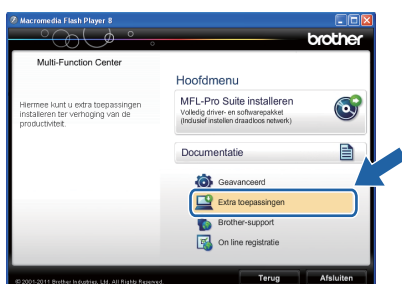 Macromedia Flash Player 8
brother
Multi-Function Center
Hiermee kunt u extra toepassingen
installeren ter verhoging van de
productiviteit.
Hoofdmenu
MFL-Pro Suite installeren
Volledig driver- en softwarepakket
(Inclusief instellen draadloos netwerk)
Documentatie
Geavanceerd
Extra toepassingen
Brother-support
On line registratie
© 2001-2011 Brother Industries, Ltd. All Rights Reserved.
Terug
Afsluiten